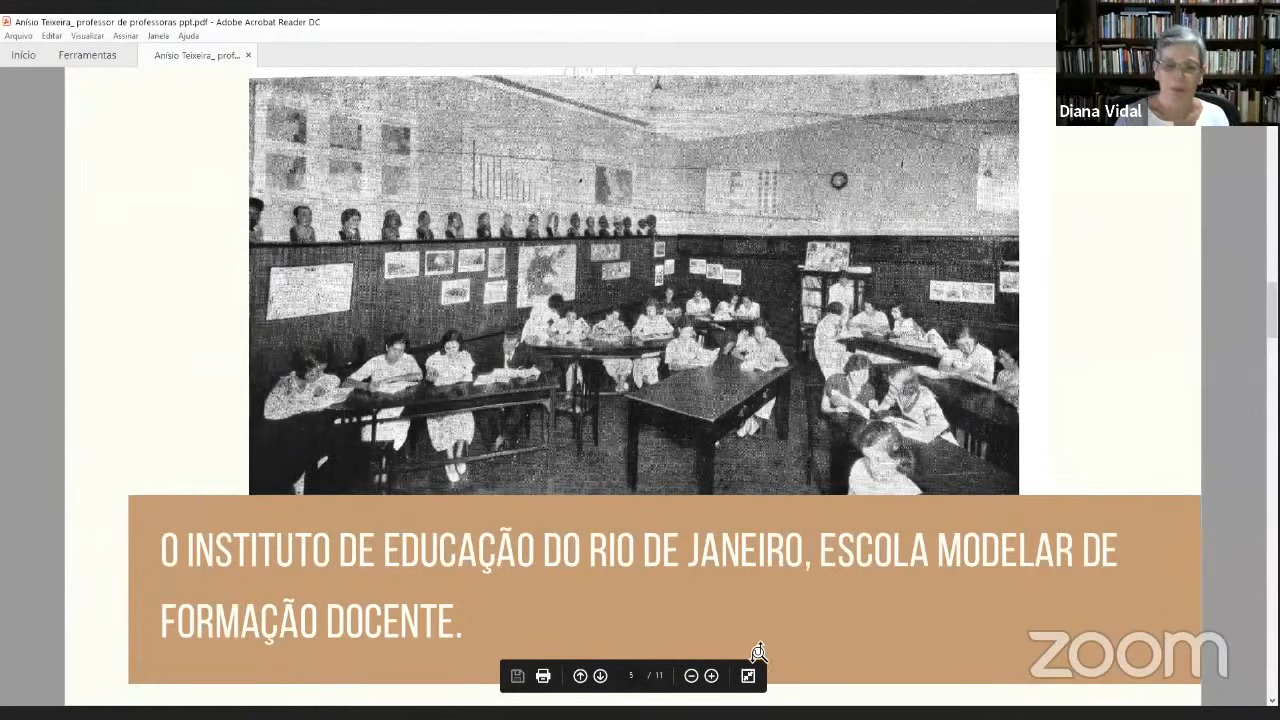 Anísio Teixeira_ professor de professoras ppt.pdf - Adobe Acrobat Reader DC
Arquivo Editar Visualizar Assinar Janela Ajuda
Início Ferramentas Anísio Teixeira_ prof... ×
Diana Vidal
O INSTITUTO DE EDUCAÇÃO DO RIO DE JANEIRO, ESCOLA MODELAR DE
FORMAÇÃO DOCENTE.
zoom
5 / 11